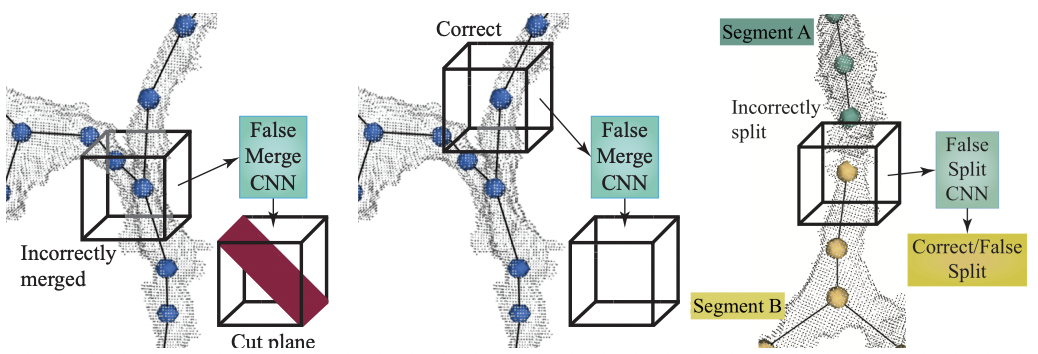 Incorrectly
merged
False
Merge
CNN
Cut plane
Correct
False
Merge
CNN
Segment A
Incorrectly
split
False
Split
CNN
Correct/False
Split
Segment B